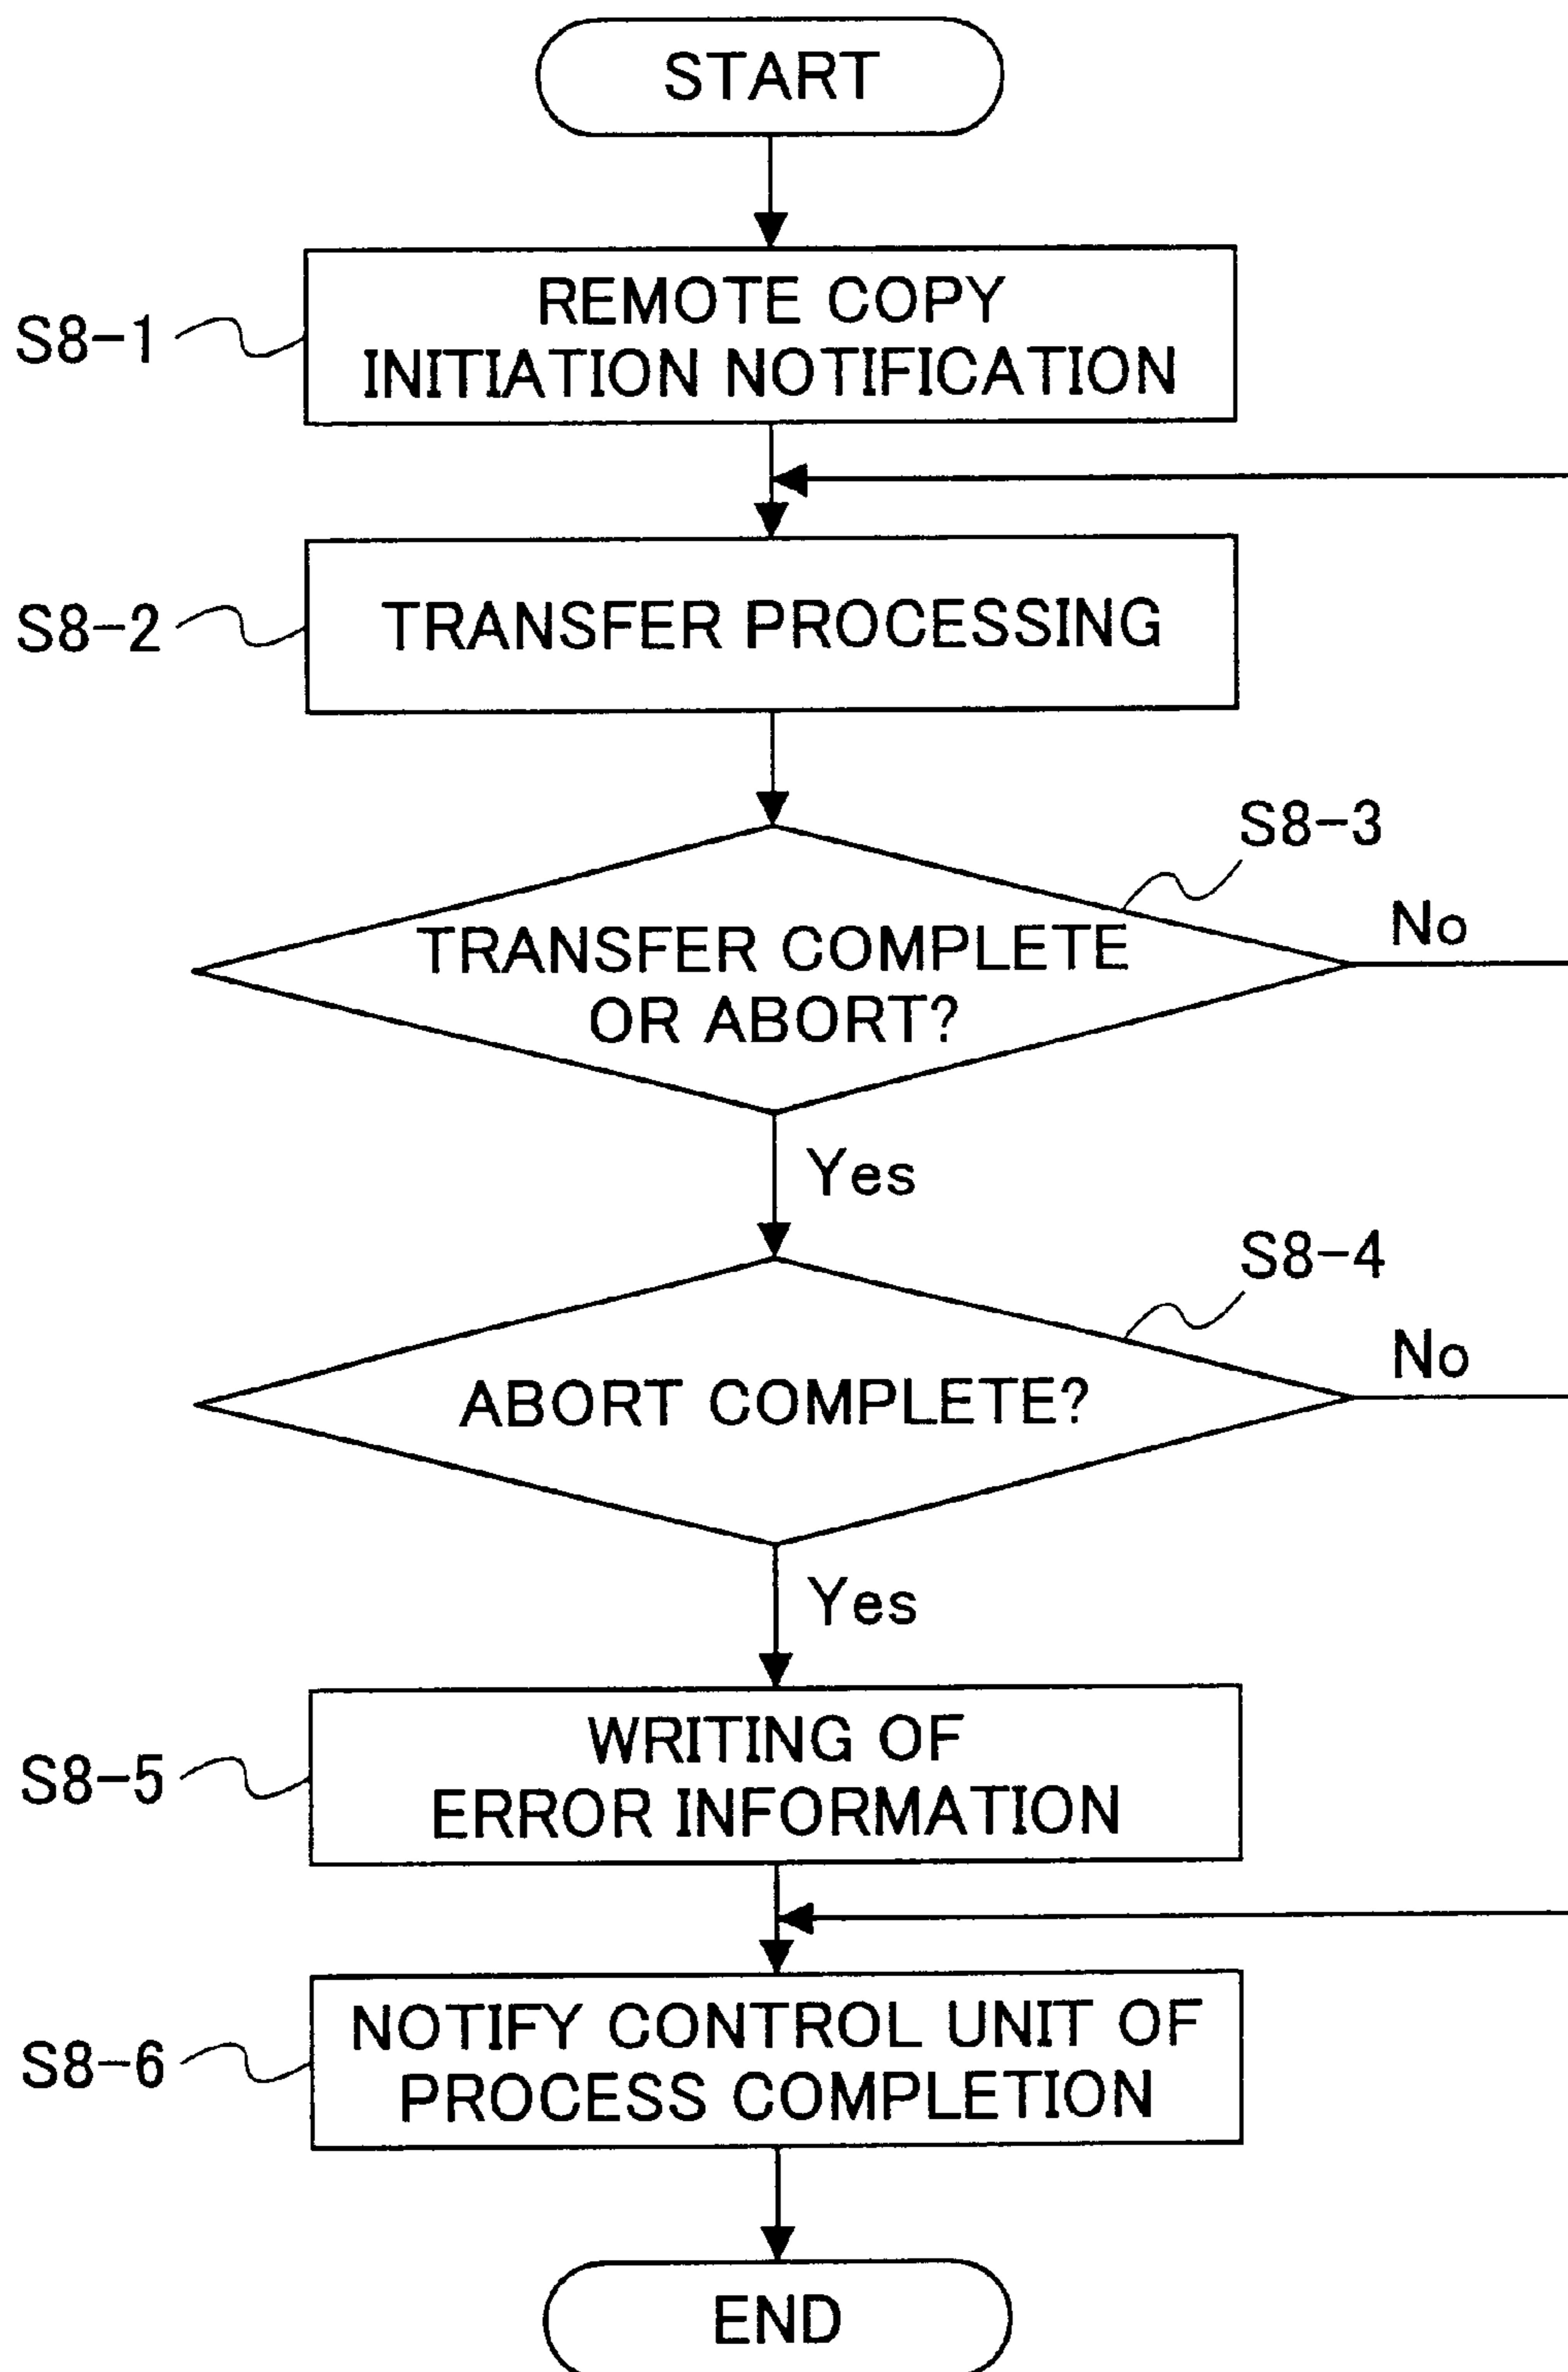 START
S8-1
REMOTE COPY
INITIATION NOTIFICATION
S8-2
TRANSFER PROCESSING
S8-3
TRANSFER COMPLETE
OR ABORT?
No
Yes
S8-4
ABORT COMPLETE?
No
Yes
S8-5
WRITING OF
ERROR INFORMATION
S8-6
NOTIFY CONTROL UNIT OF
PROCESS COMPLETION
END